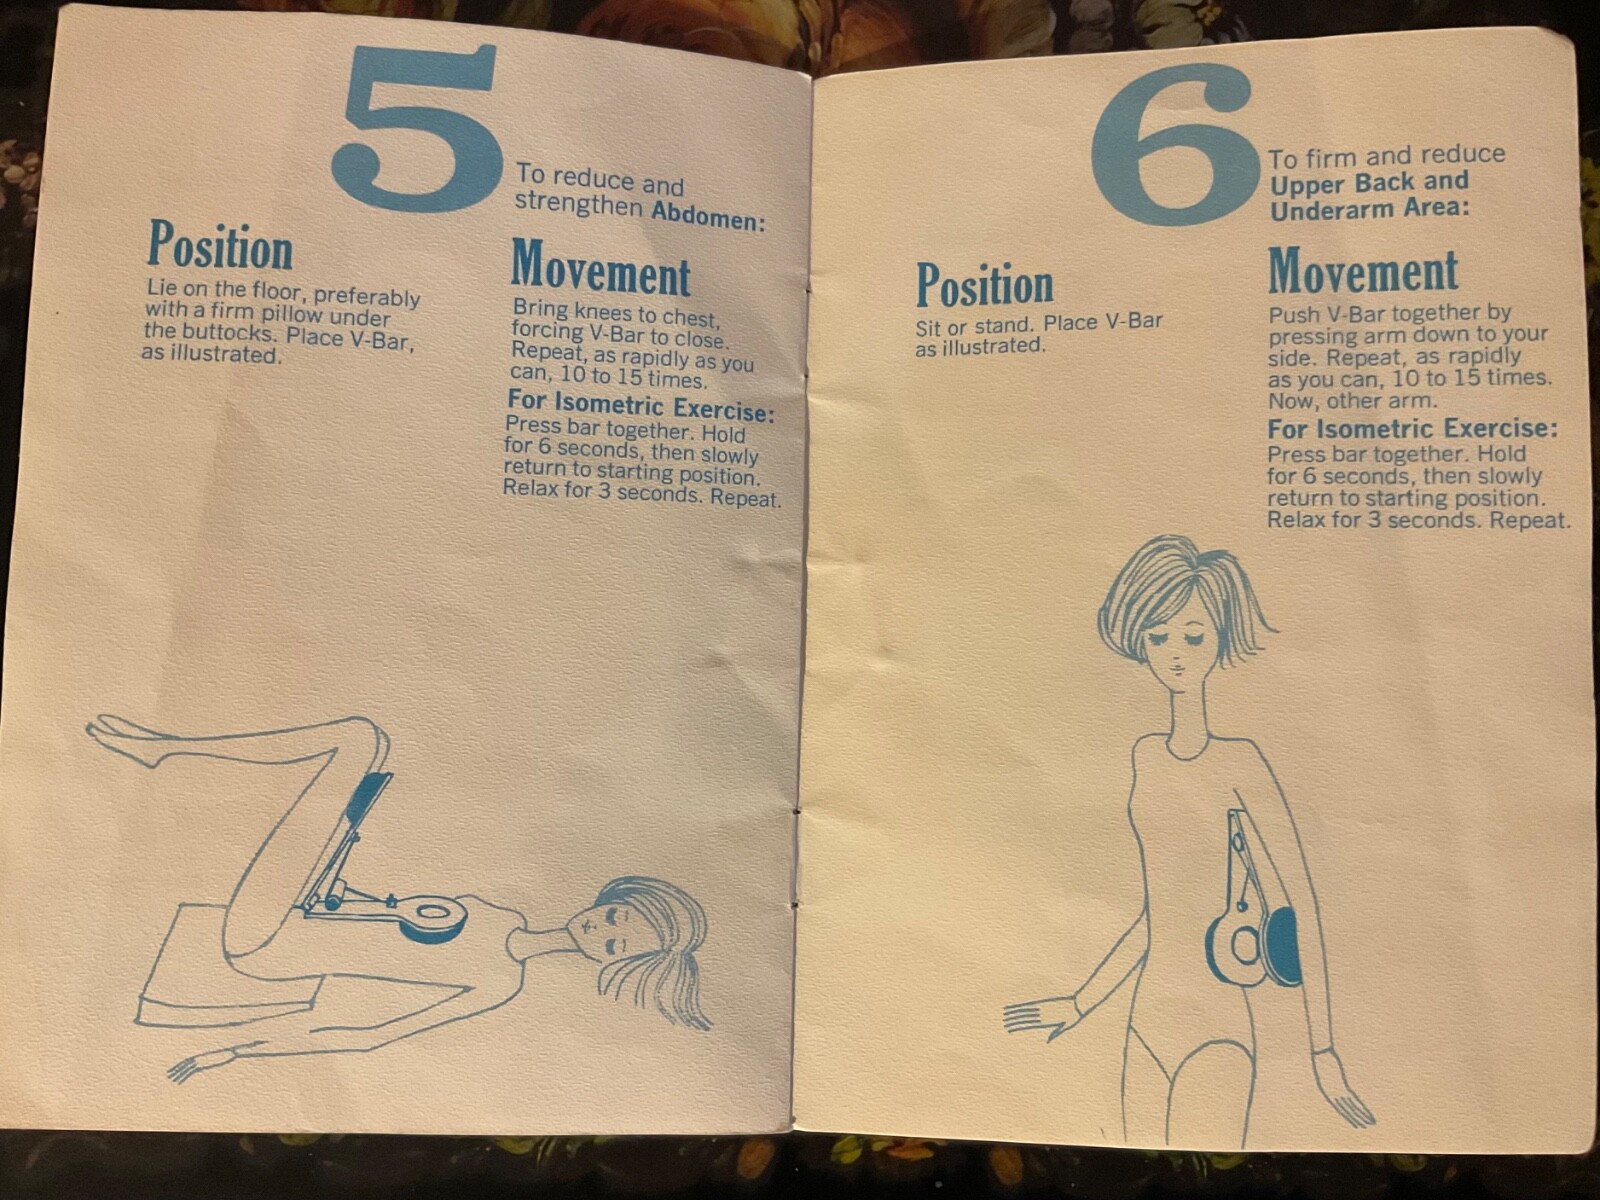 5
To reduce and
strengthen Abdomen:
Position
Lie on the floor, preferably
with a firm pillow under
the buttocks. Place V-Bar,
as illustrated.
Movement
Bring knees to chest,
forcing V-Bar to close.
Repeat, as rapidly as you
can, 10 to 15 times.
For Isometric Exercise:
Press bar together. Hold
for 6 seconds, then slowly
return to starting position.
Relax for 3 seconds. Repeat.
6
To firm and reduce
Upper Back and
Underarm Area:
Position
Sit or stand. Place V-Bar
as illustrated.
Movement
Push V-Bar together by
pressing arm down to your
side. Repeat, as rapidly
as you can, 10 to 15 times.
Now, other arm.
For Isometric Exercise:
Press bar together. Hold
for 6 seconds, then slowly
return to starting position.
Relax for 3 seconds. Repeat.